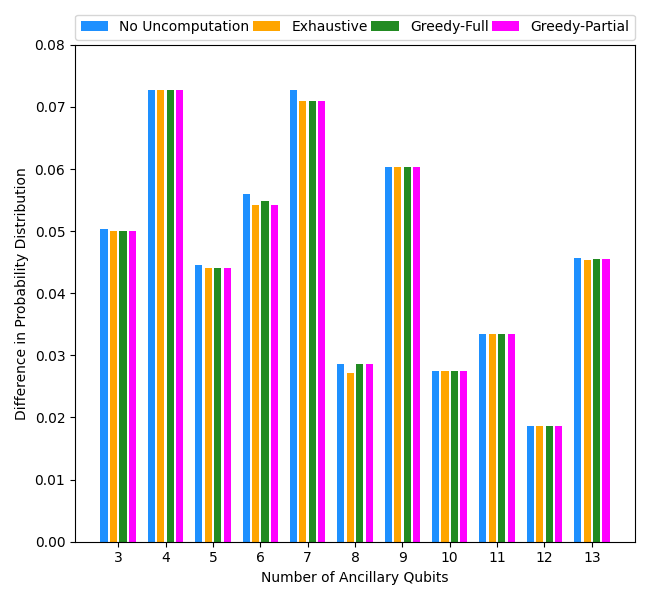 No Uncomputation Exhaustive Greedy-Full Greedy-Partial
0.08
0.07
0.06
0.05
0.04
0.03
0.02
0.01
0.00
Difference in Probability Distribution
3 4 5 6 7 8 9 10 11 12 13
Number of Ancillary Qubits